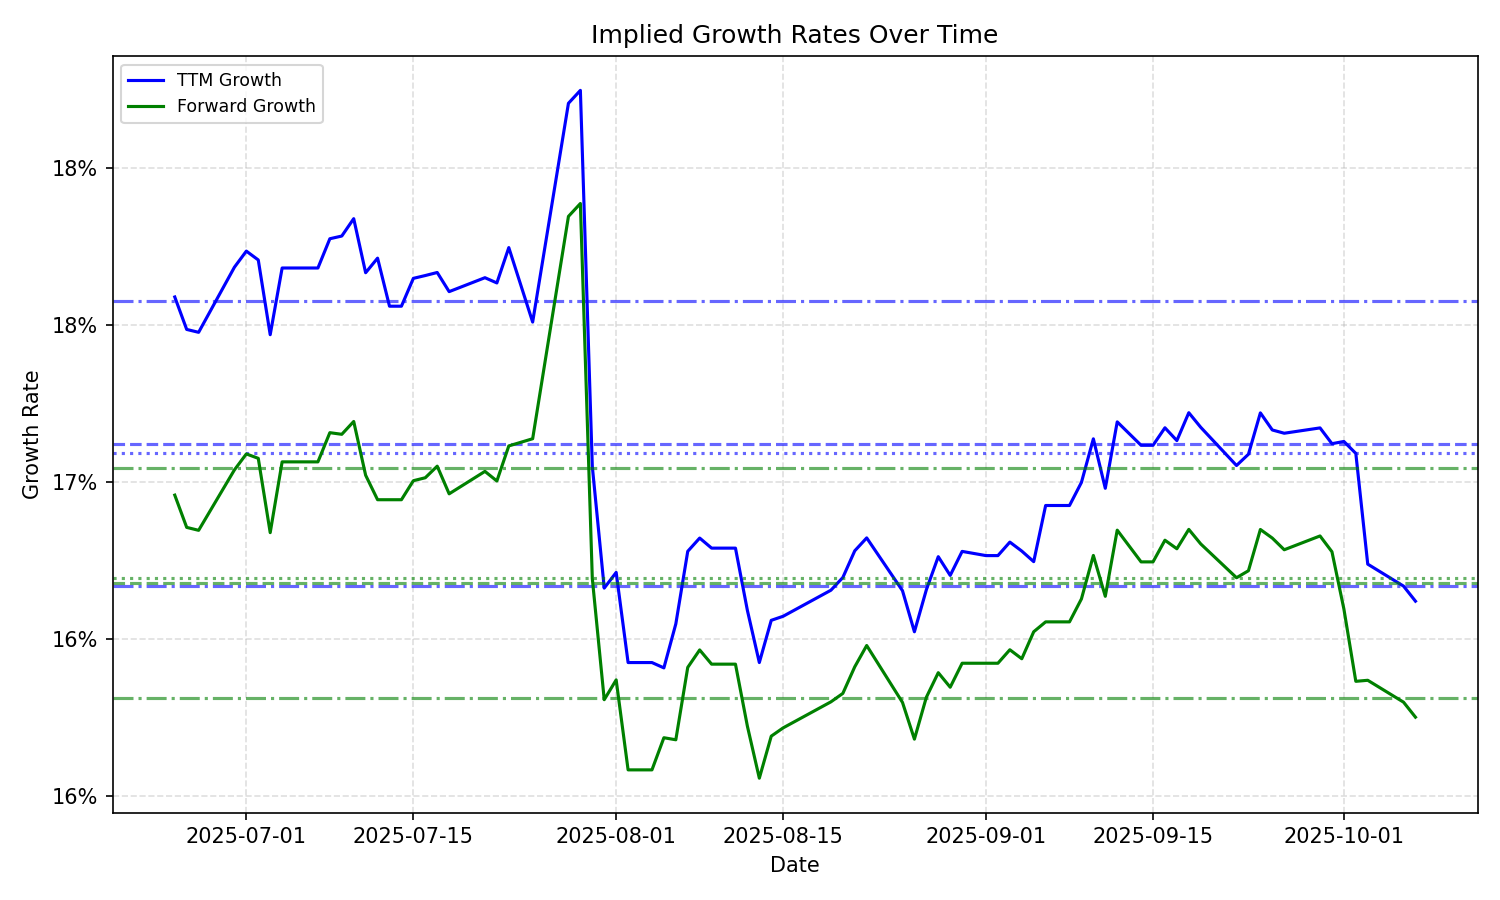 Implied Growth Rates Over Time
TTM Growth
Forward Growth
18%
18%
17%
16%
16%
Growth Rate
2025-07-01
2025-07-15
2025-08-01
2025-08-15
2025-09-01
2025-09-15
2025-10-01
Date